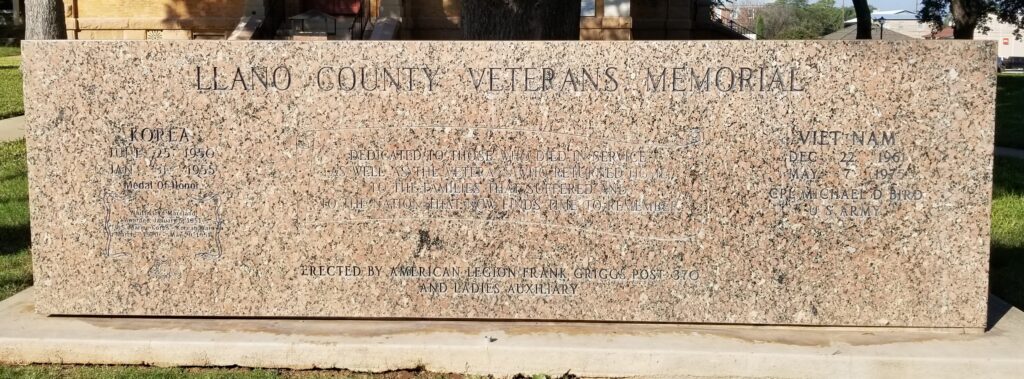 LLANO COUNTY VETERANS MEMORIAL
KOREA
JUNE 25 1950
JAN 31 1955
Medal Of Honor
DEDICATED TO THOSE WHO DIED IN SERVICE
AS WELL AS THE VETERANS WHO RETURNED HOME
TO THE FAMILIES THAT SUFFERED AND
TO THE NATION THAT NOW FINDS TIME TO REMEMBER
VIET NAM
DEC 22 1961
MAY 7 1975
CPL MICHAEL D BIRD
U S ARMY
ERECTED BY AMERICAN LEGION FRANK GRIGGS POST 370
AND LADIES AUXILIARY